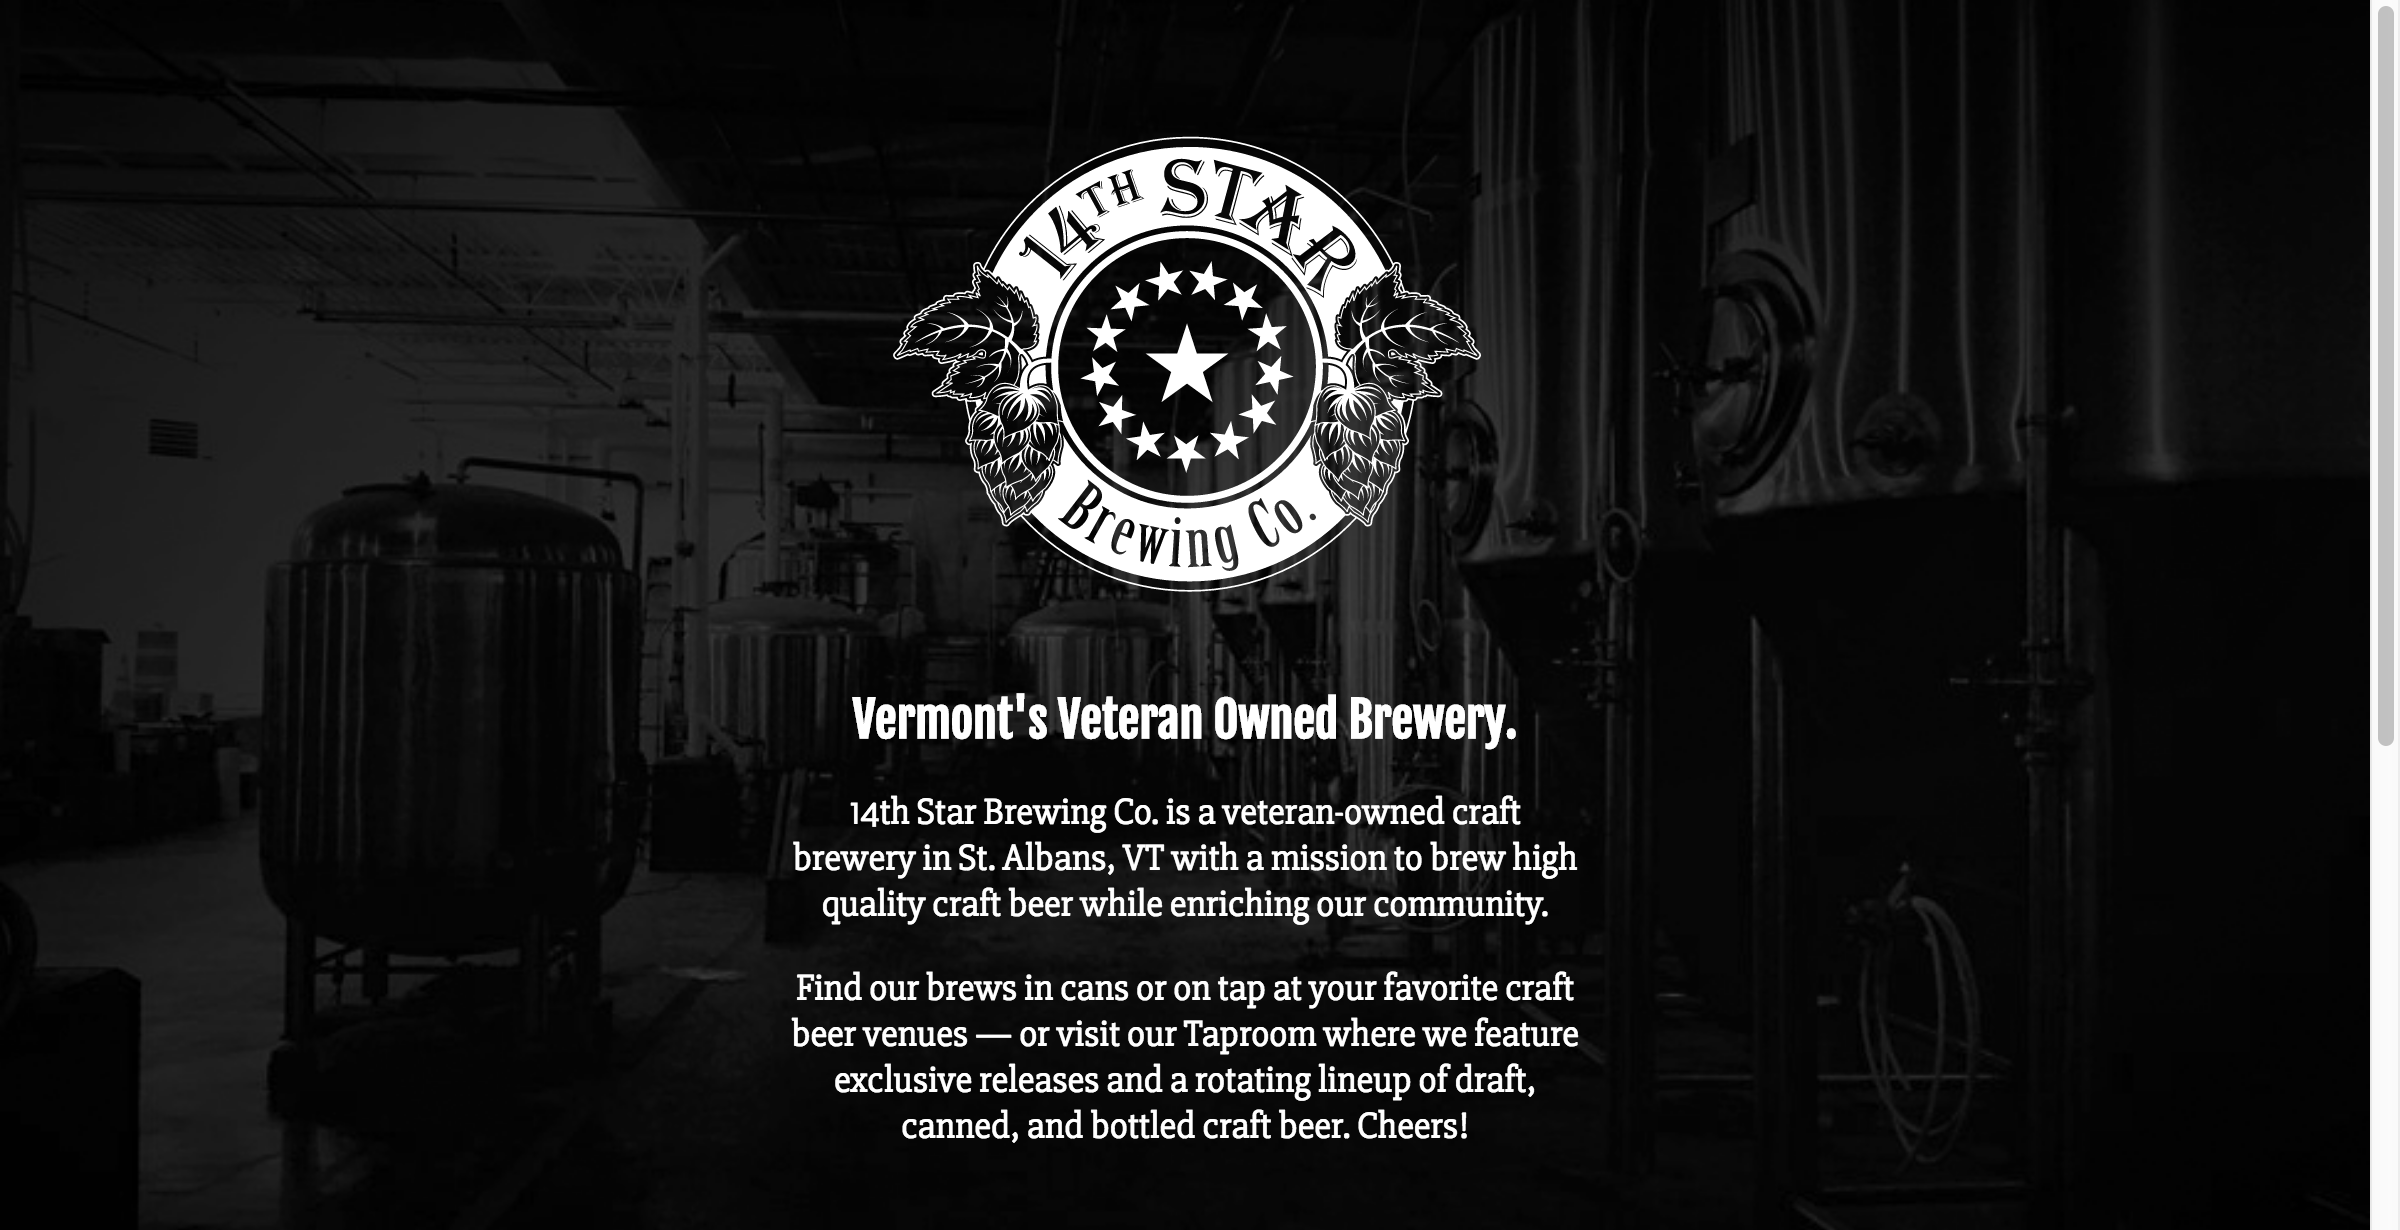 14TH STAR
Brewing Co.
Vermont's Veteran Owned Brewery.
14th Star Brewing Co. is a veteran-owned craft
brewery in St. Albans, VT with a mission to brew high
quality craft beer while enriching our community.
Find our brews in cans or on tap at your favorite craft
beer venues — or visit our Taproom where we feature
exclusive releases and a rotating lineup of draft,
canned, and bottled craft beer. Cheers!